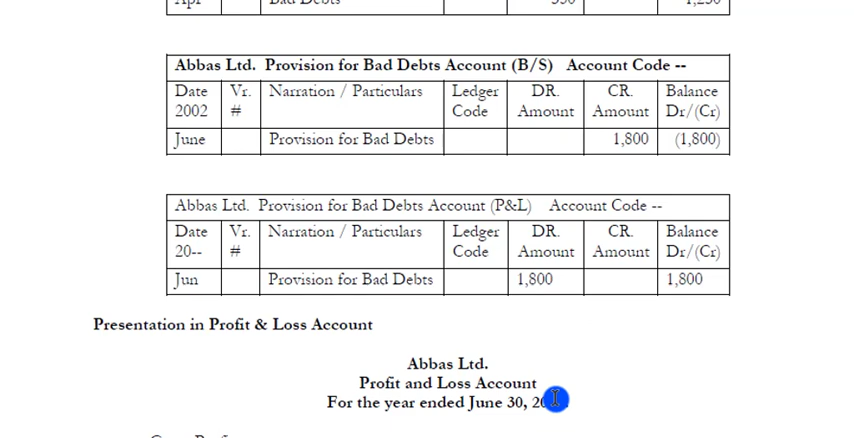 Abbas Ltd. Provision for Bad Debts Account (B/S) Account Code --
Date Vr. Narration / Particulars Ledger DR. CR. Balance
2002 # Code Amount Amount Dr/(Cr)
June Provision for Bad Debts 1,800 (1,800)
Abbas Ltd. Provision for Bad Debts Account (P&L) Account Code --
Date Vr. Narration / Particulars Ledger DR. CR. Balance
20-- # Code Amount Amount Dr/(Cr)
Jun Provision for Bad Debts 1,800 1,800
Presentation in Profit & Loss Account
Abbas Ltd.
Profit and Loss Account
For the year ended June 30,